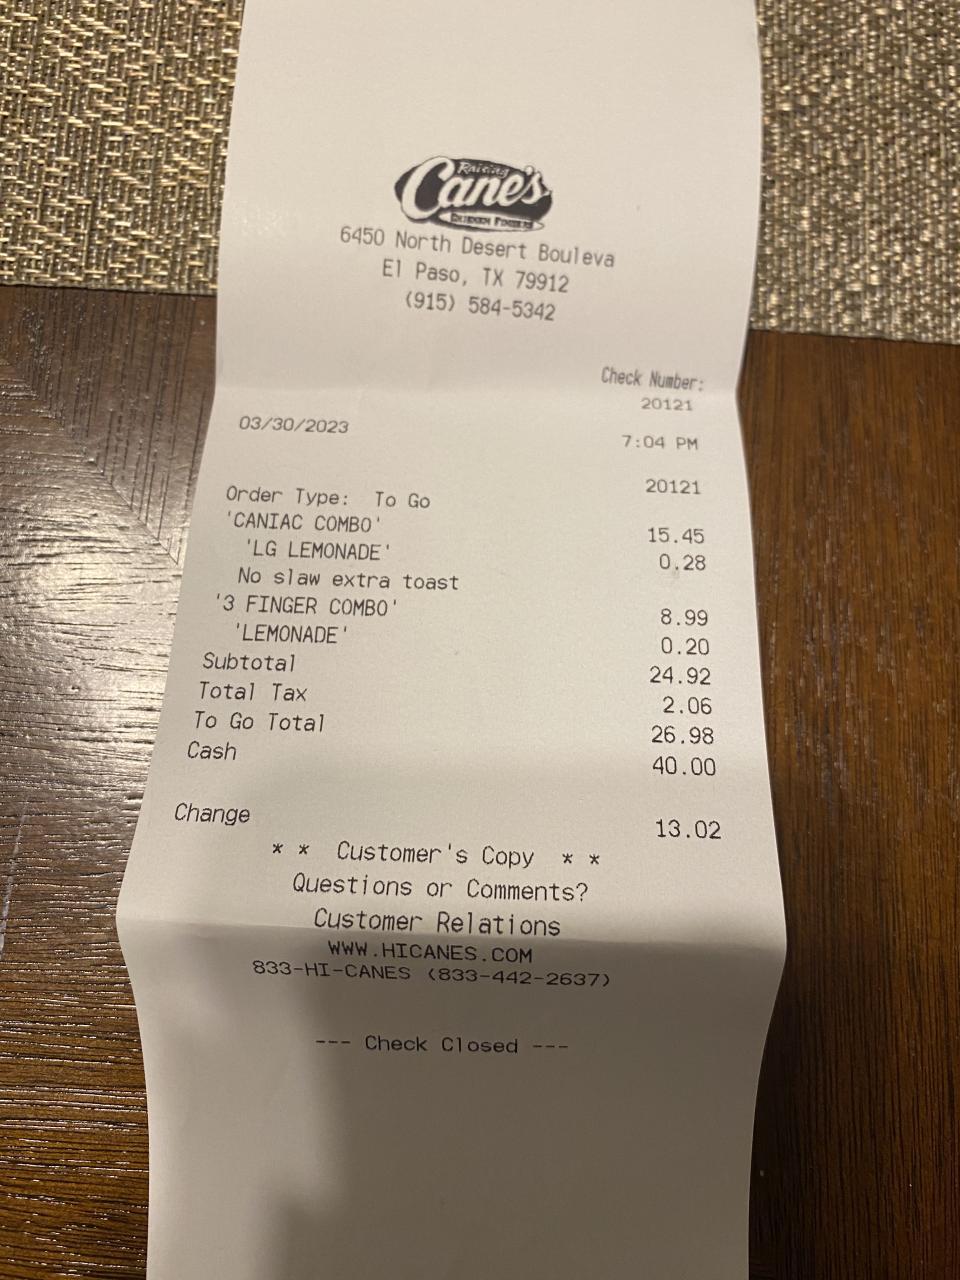 Raising
Cane's
CHICKEN FINGERS
6450 North Desert Bouleva
El Paso, TX 79912
(915) 584-5342
Check Number:
20121
03/30/2023 7:04 PM
20121
Order Type: To Go
'CANIAC COMBO' 15.45
'LG LEMONADE' 0.28
No slaw extra toast
'3 FINGER COMBO' 8.99
'LEMONADE' 0.20
Subtotal 24.92
Total Tax 2.06
To Go Total 26.98
Cash 40.00
Change 13.02
* * Customer's Copy * *
Questions or Comments?
Customer Relations
WWW.HICANES.COM
833-HI-CANES (833-442-2637)
--- Check Closed ---